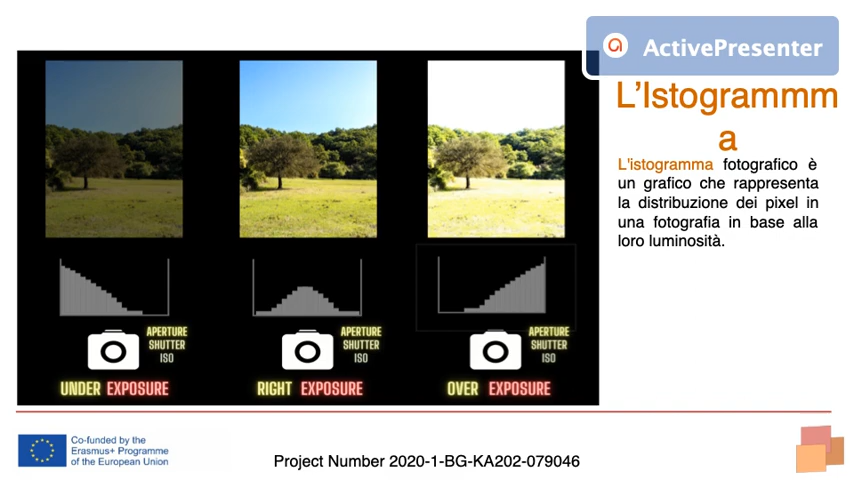 ActivePresenter
L’Istogrammm
a
L'istogramma fotografico è
un grafico che rappresenta
la distribuzione dei pixel in
una fotografia in base alla
loro luminosità.
APERTURE
SHUTTER
ISO
UNDER EXPOSURE
APERTURE
SHUTTER
ISO
RIGHT EXPOSURE
APERTURE
SHUTTER
ISO
OVER EXPOSURE
Co-funded by the
Erasmus+ Programme
of the European Union
Project Number 2020-1-BG-KA202-079046